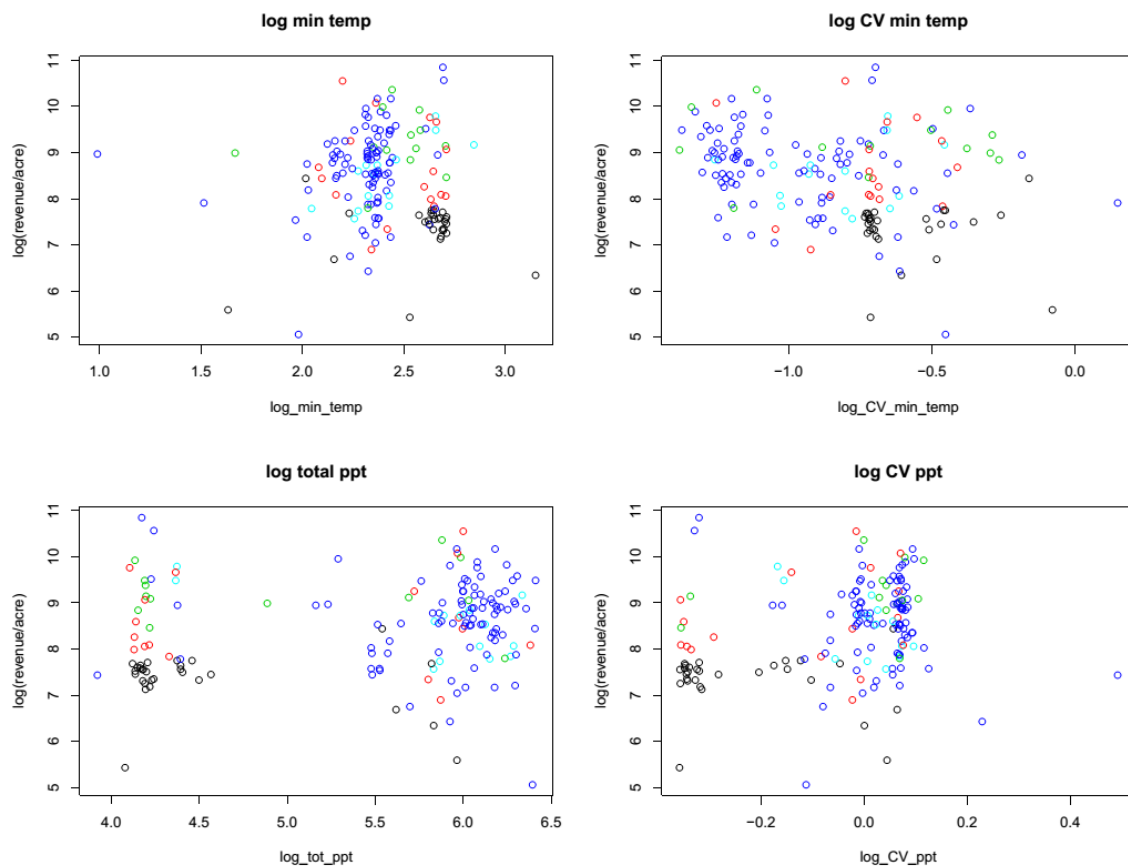 log min temp
log(revenue/acre)
11
10
9
8
7
6
5
1.0 1.5 2.0 2.5 3.0
log_min_temp
log CV min temp
log(revenue/acre)
11
10
9
8
7
6
5
−1.0 −0.5 0.0
log_CV_min_temp
log total ppt
log(revenue/acre)
11
10
9
8
7
6
5
4.0 4.5 5.0 5.5 6.0 6.5
log_tot_ppt
log CV ppt
log(revenue/acre)
11
10
9
8
7
6
5
−0.2 0.0 0.2 0.4
log_CV_ppt